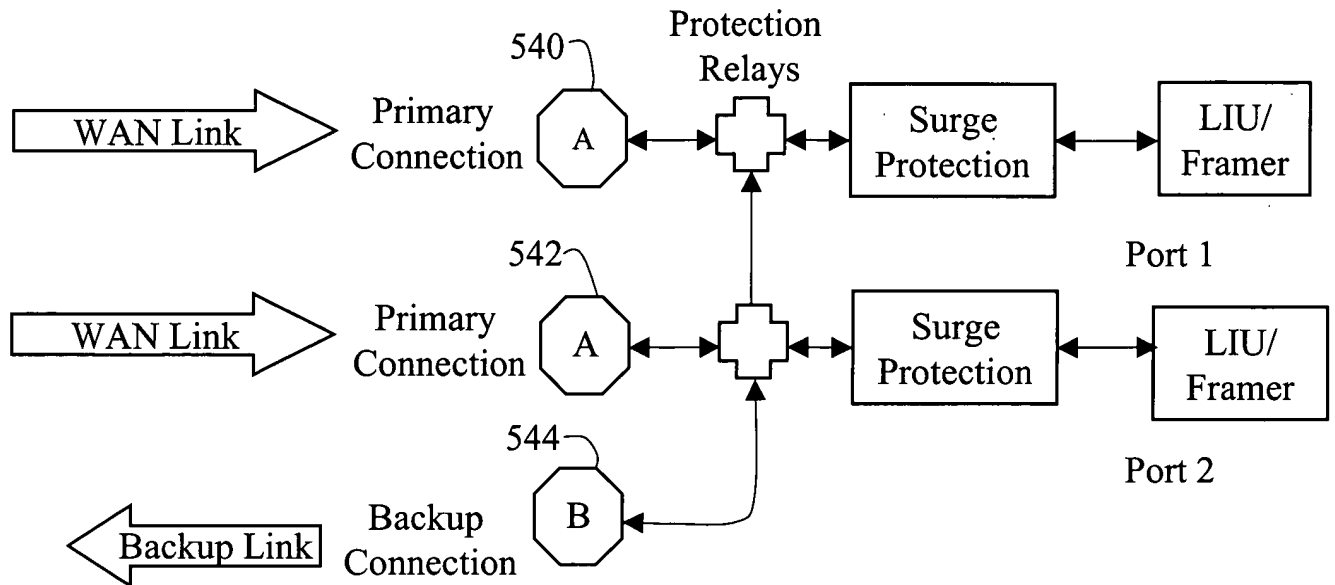 540
Protection
Relays
WAN Link
Primary
Connection
A
Surge
Protection
LIU/
Framer
Port 1
542
WAN Link
Primary
Connection
A
Surge
Protection
LIU/
Framer
Port 2
544
Backup Link
Backup
Connection
B